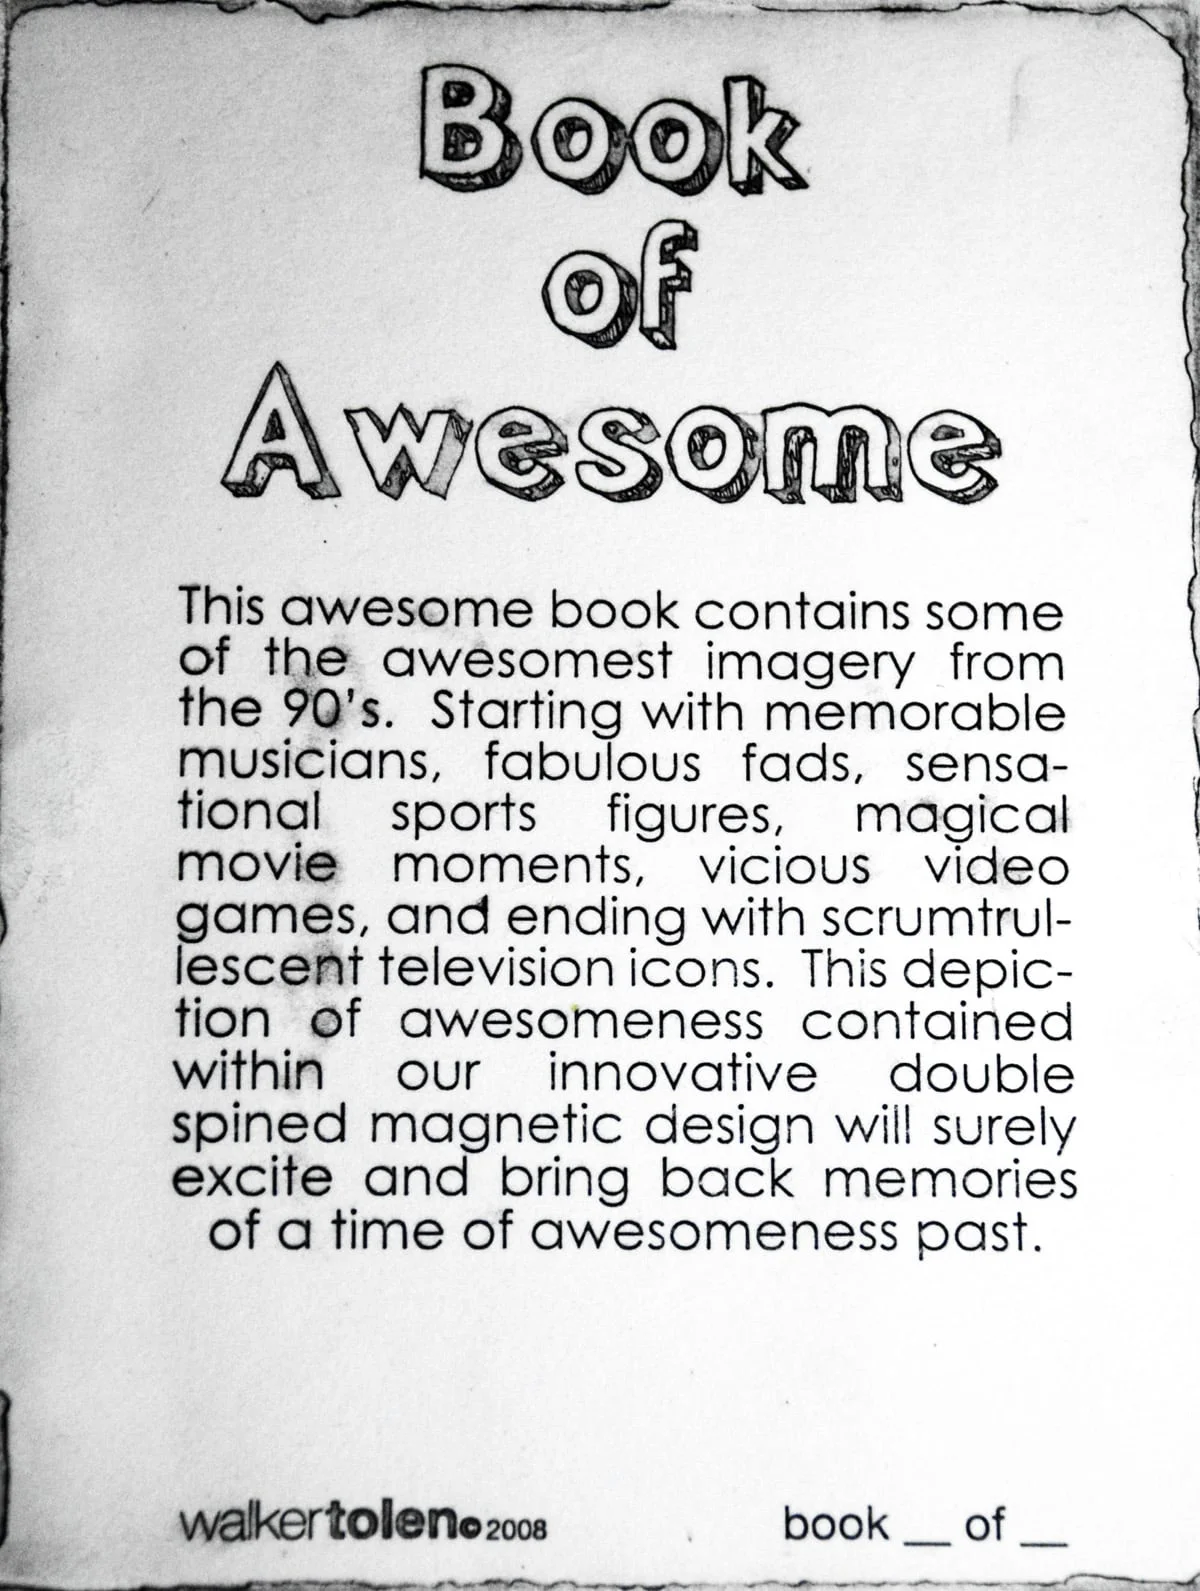 Book
of
Awesome
This awesome book contains some
of the awesomest imagery from
the 90's. Starting with memorable
musicians, fabulous fads, sensa-
tional sports figures, magical
movie moments, vicious video
games, and ending with scrumtrul-
lescent television icons. This depic-
tion of awesomeness contained
within our innovative double
spined magnetic design will surely
excite and bring back memories
of a time of awesomeness past.
walkertolen©2008
book __ of __